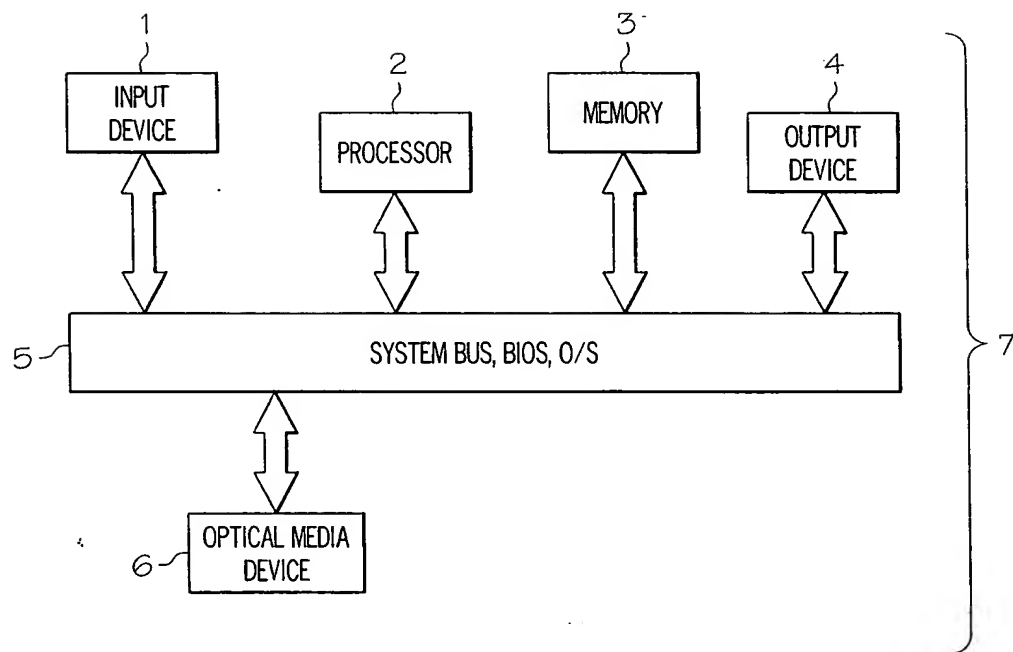 1
INPUT
DEVICE
2
PROCESSOR
3
MEMORY
4
OUTPUT
DEVICE
5
SYSTEM BUS, BIOS, O/S
7
6
OPTICAL MEDIA
DEVICE